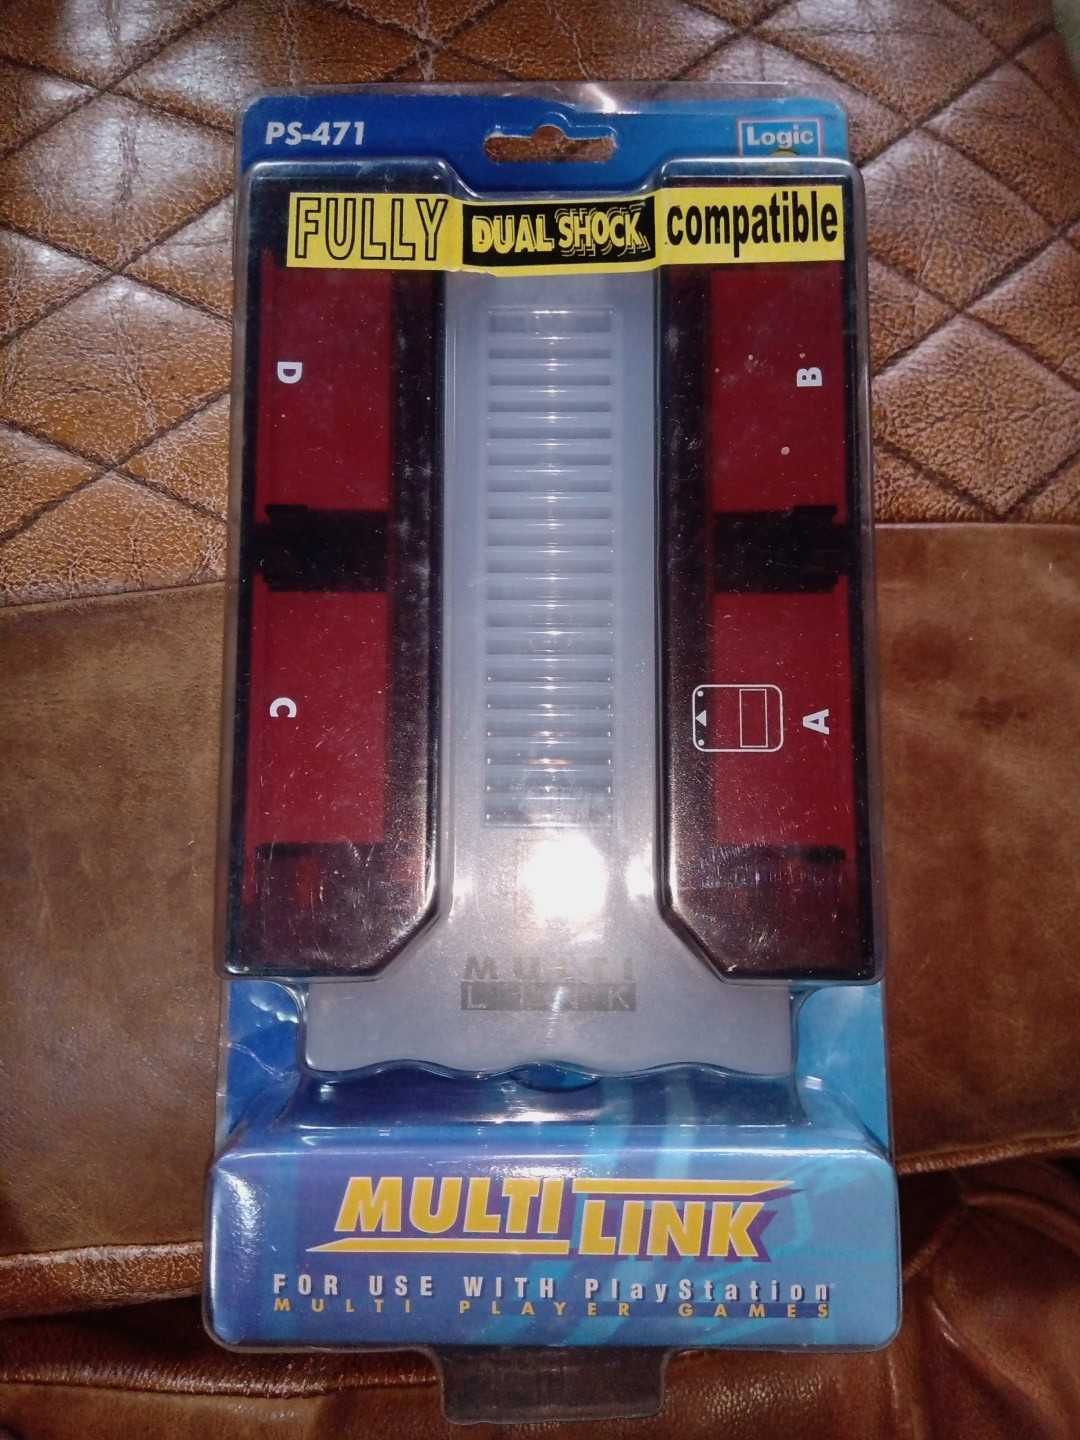 PS-471
Logic
FULLY DUAL SHOCK compatible
D
B
C
A
MULTI
LINK
MULTI LINK
FOR USE WITH PlayStation
MULTI PLAYER GAMES